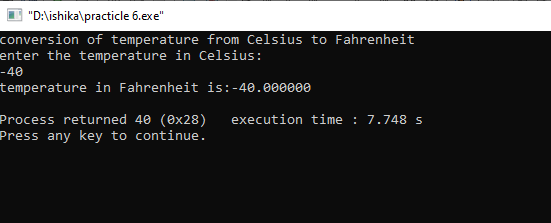 "D:\ishika\practicle 6.exe"
conversion of temperature from Celsius to Fahrenheit
enter the temperature in Celsius:
-40
temperature in Fahrenheit is:-40.000000
Process returned 40 (0x28)   execution time : 7.748 s
Press any key to continue.